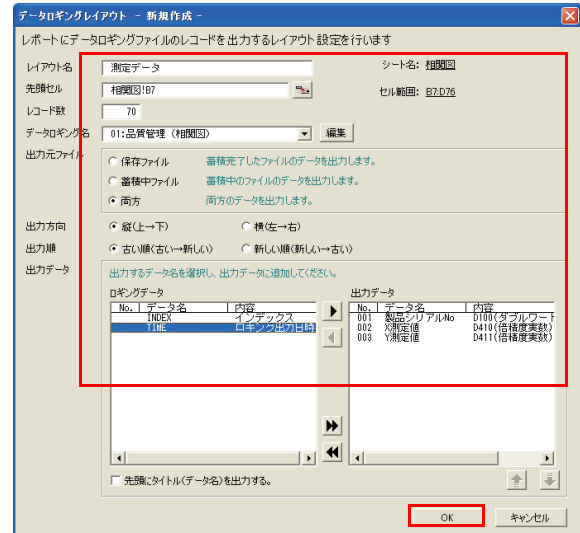 データロギングレイアウト － 新規作成 －
レポートにデータロギングファイルのレコードを出力するレイアウト設定を行います
レイアウト名 測定データ シート名: 相関図
先頭セル 相関図!B7 セル範囲: B7:D76
レコード数 70
データロギング名 01:品質管理（相関図） 編集
出力元ファイル
保存ファイル 蓄積完了したファイルのデータを出力します。
蓄積中ファイル 蓄積中のファイルのデータを出力します。
両方 両方のデータを出力します。
出力方向 縦(上→下) 横(左→右)
出力順 古い順(古い→新しい) 新しい順(新しい→古い)
出力データ 出力するデータ名を選択し、出力データに追加してください。
ロギングデータ 出力データ
No. データ名 内容 No. データ名 内容
INDEX インデックス 001 製品シリアルNo D100(ダブルワード
TIME ロギング出力日時 002 X測定値 D410(倍精度実数)
003 Y測定値 D411(倍精度実数)
先頭にタイトル(データ名)を出力する。
OK キャンセル